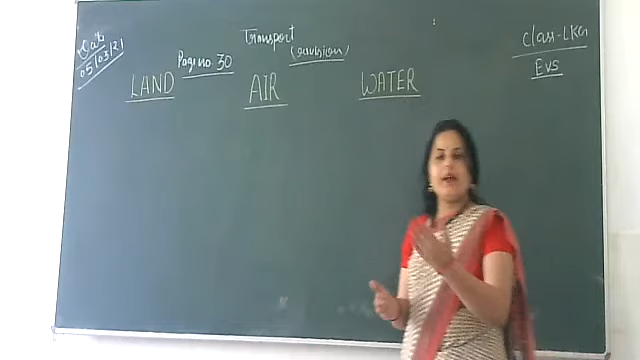 Date
05/03/21
Transport
(revision)
Page no 30
Class-LKG
EVS
LAND
AIR
WATER